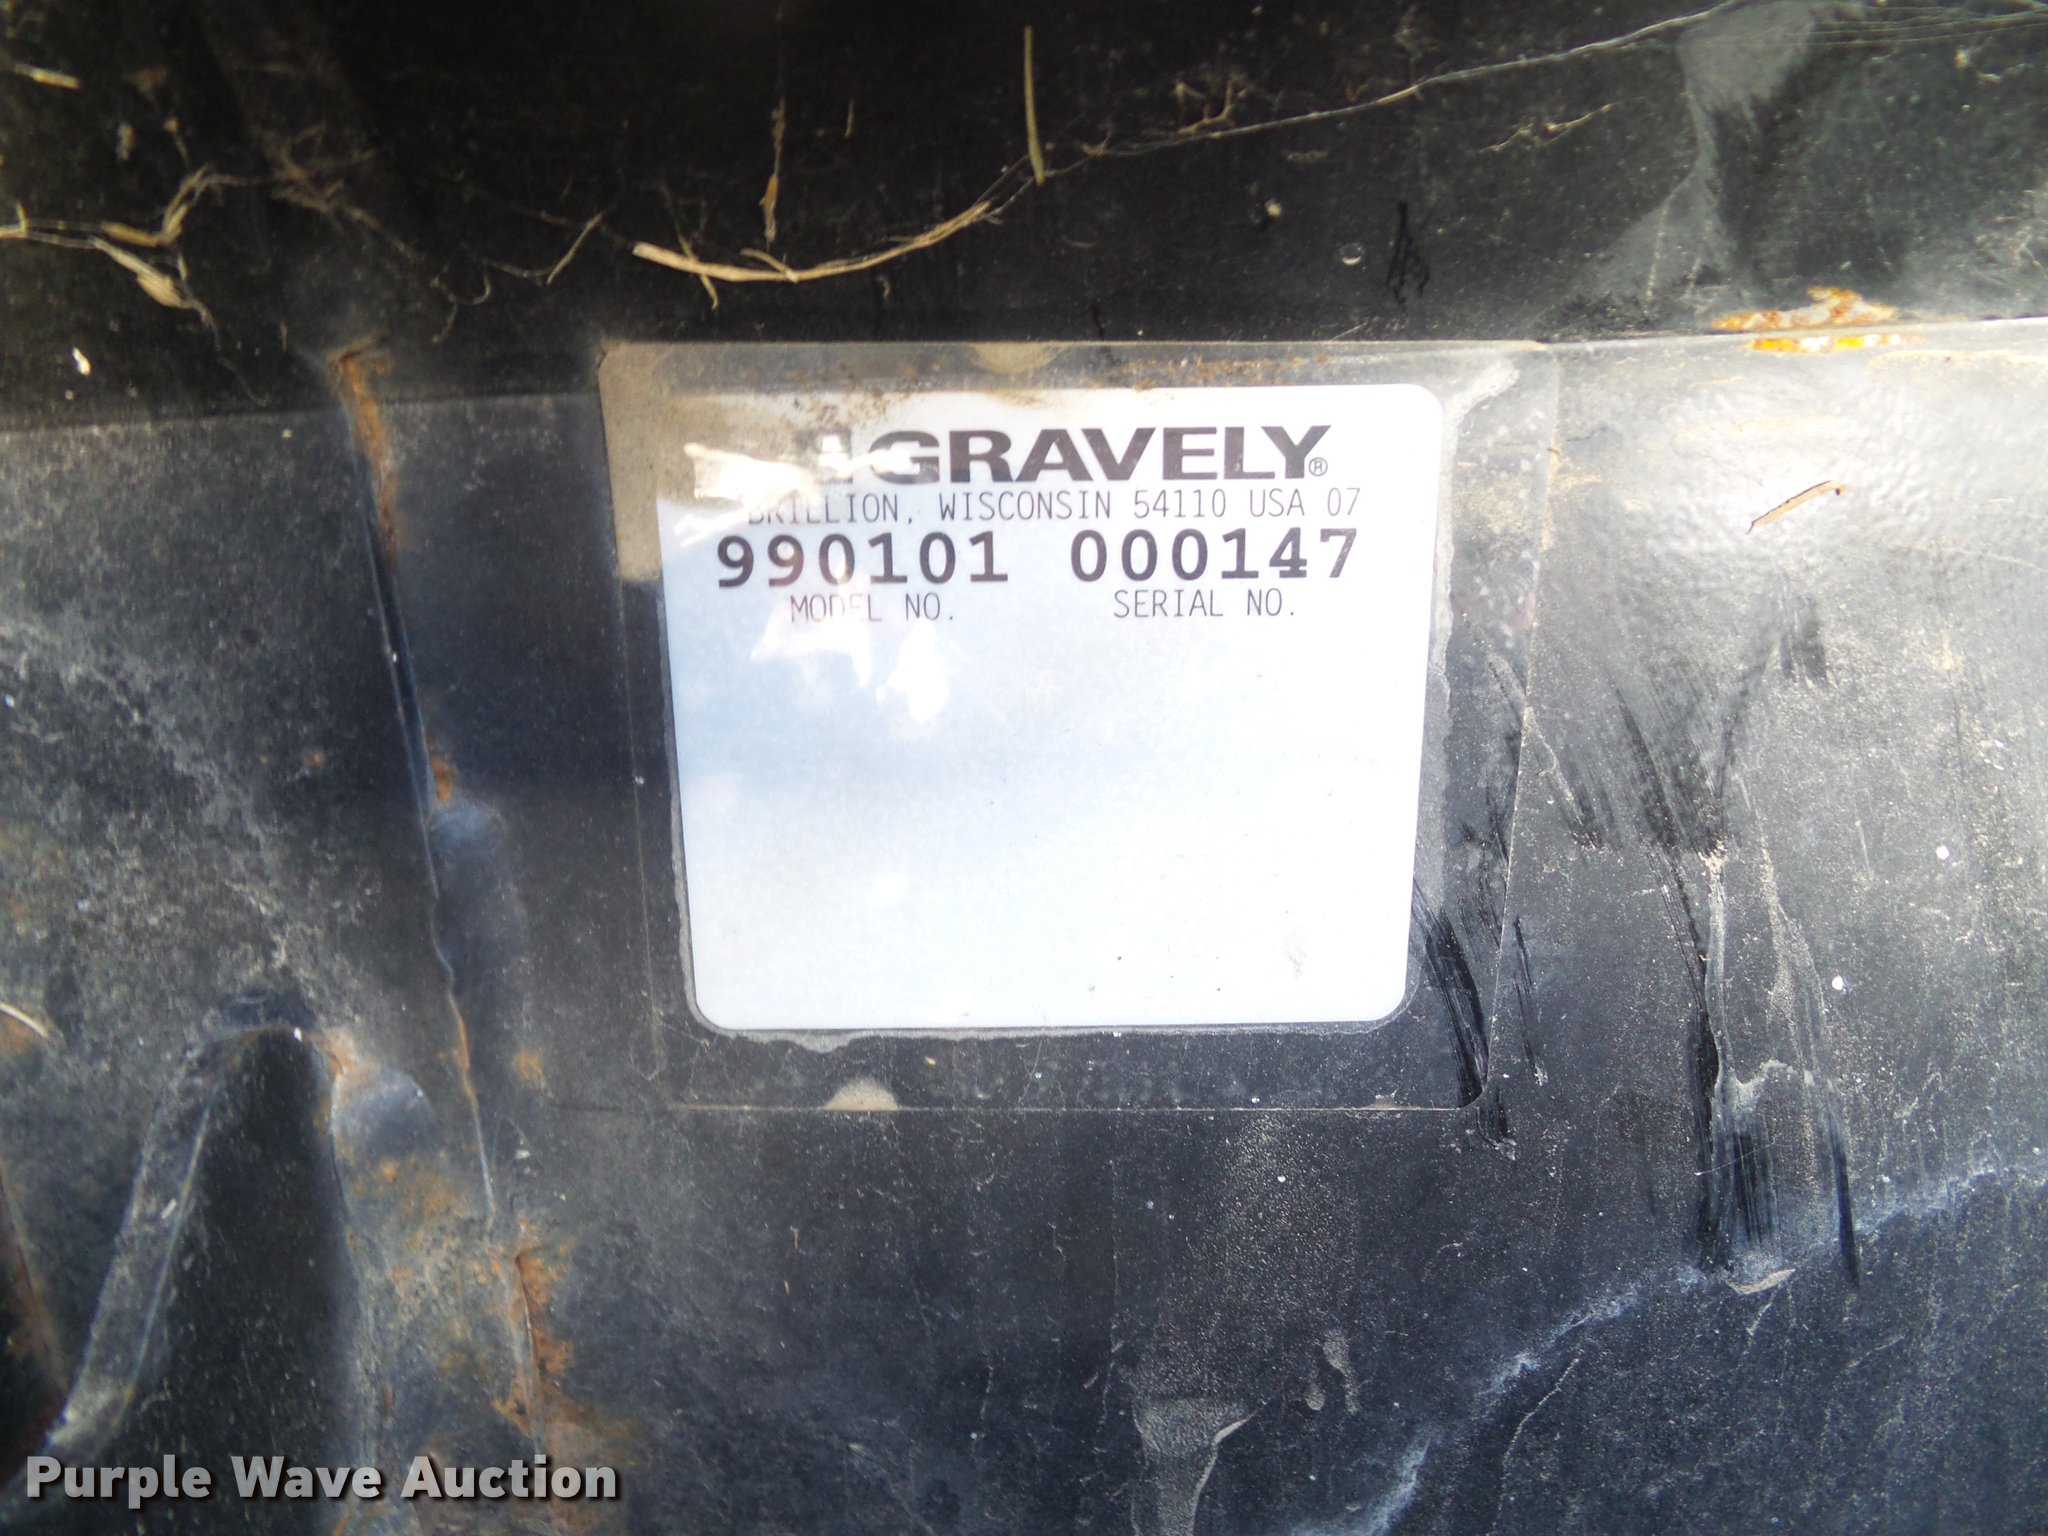 GRAVELY®
BRILLION, WISCONSIN 54110 USA 07
990101 000147
MODEL NO. SERIAL NO.
Purple Wave Auction